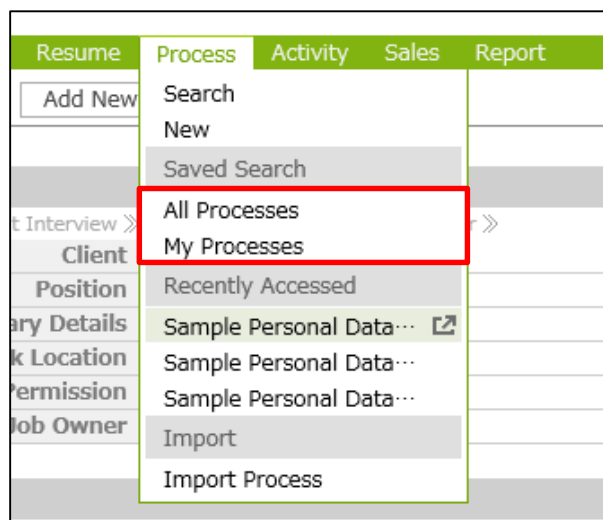 Resume Process Activity Sales Report
Add New
Search
New
Saved Search
All Processes
t Interview »
r »
My Processes
Client
Position
Recently Accessed
ary Details
Sample Personal Data···
k Location
Sample Personal Data···
Permission
Sample Personal Data···
Job Owner
Import
Import Process